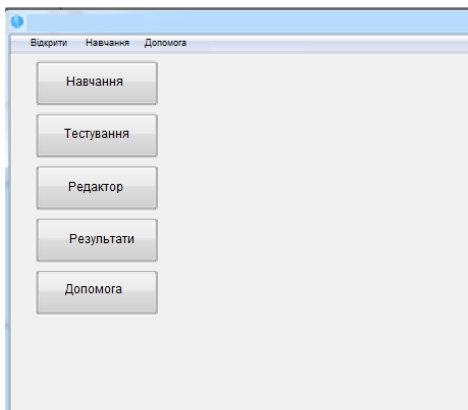 Відкрити Навчання Допомога
Навчання
Тестування
Редактор
Результати
Допомога